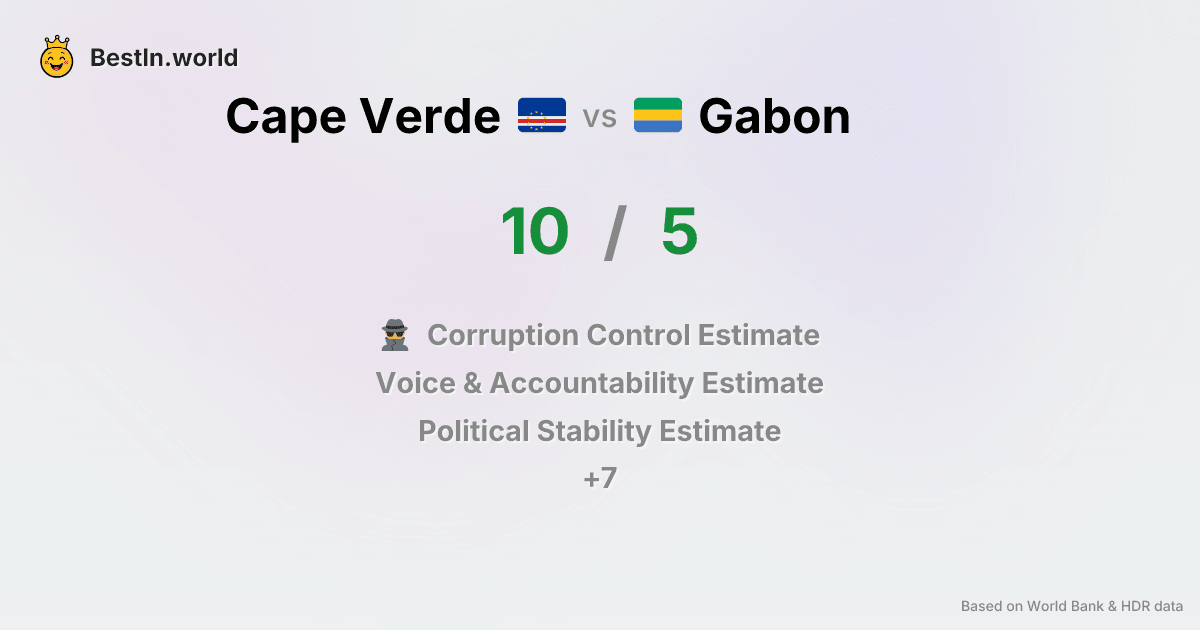 BestIn.world
Cape Verde vs Gabon
10 / 5
Corruption Control Estimate
Voice & Accountability Estimate
Political Stability Estimate
+7
Based on World Bank & HDR data